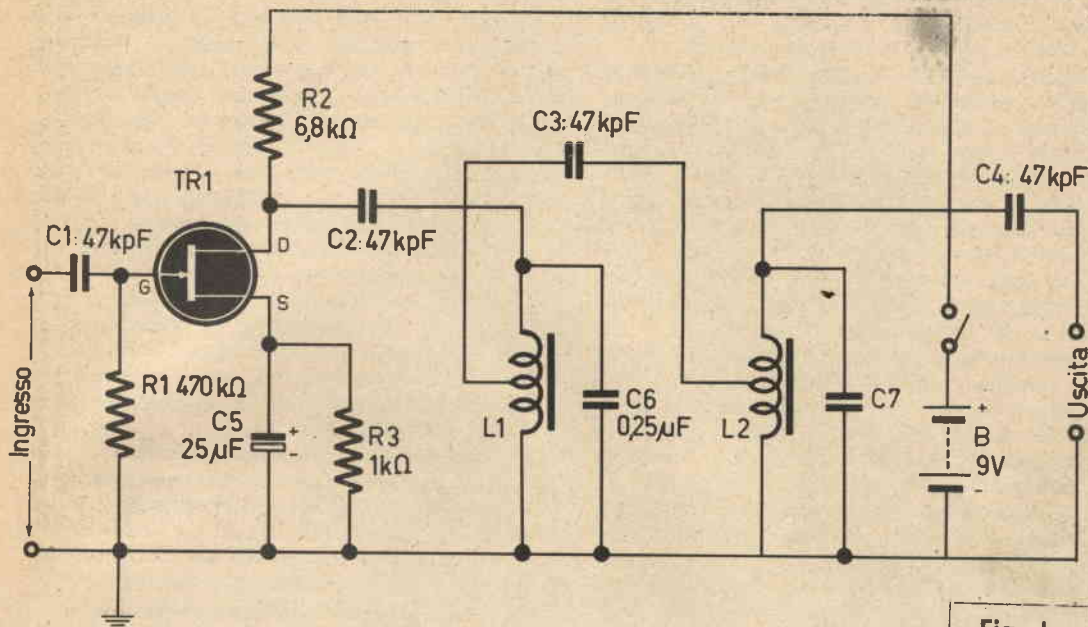 R2
6,8kΩ
C3:47kpF
TR1
C4: 47kpF
C1:47kpF
D
C2:47kpF
G
S
Ingresso
R1 470kΩ
C5
25µF
+
-
R3
1kΩ
L1
C6
0,25µF
L2
C7
+
B
9V
-
Uscita
Fig. 1